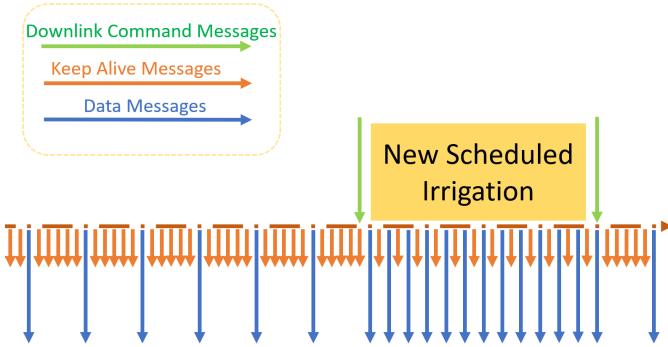 Downlink Command Messages
Keep Alive Messages
Data Messages
New Scheduled
Irrigation